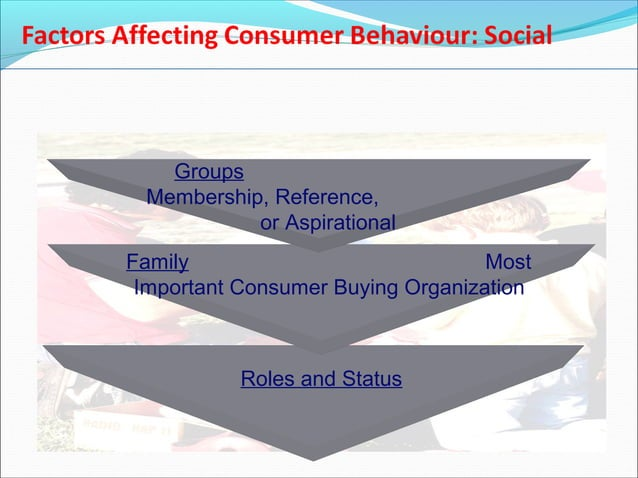 Factors Affecting Consumer Behaviour: Social
Groups
Membership, Reference,
or Aspirational
Family Most
Important Consumer Buying Organization
Roles and Status